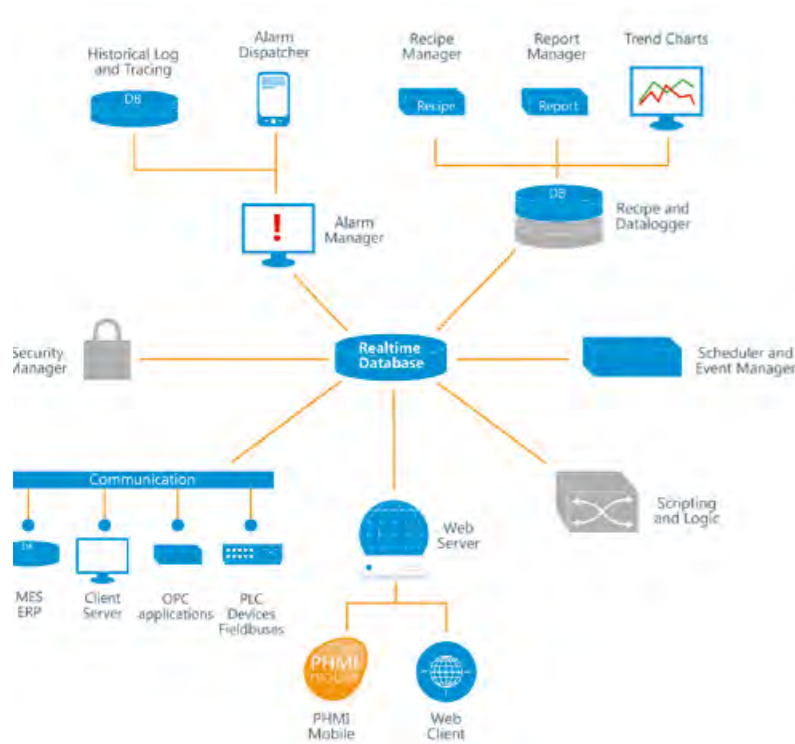 Historical Log
and Tracing
DB
Alarm
Dispatcher
Recipe
Manager
Recipe
Report
Manager
Report
Trend Charts
!
Alarm
Manager
DB
Recipe and
Datalogger
Security
Manager
Realtime
Database
Scheduler and
Event Manager
Communication
MES
ERP
Client
Server
OPC
applications
PLC
Devices
Fieldbuses
Web
Server
Scripting
and Logic
PHMI
PHMI
Mobile
Web
Client